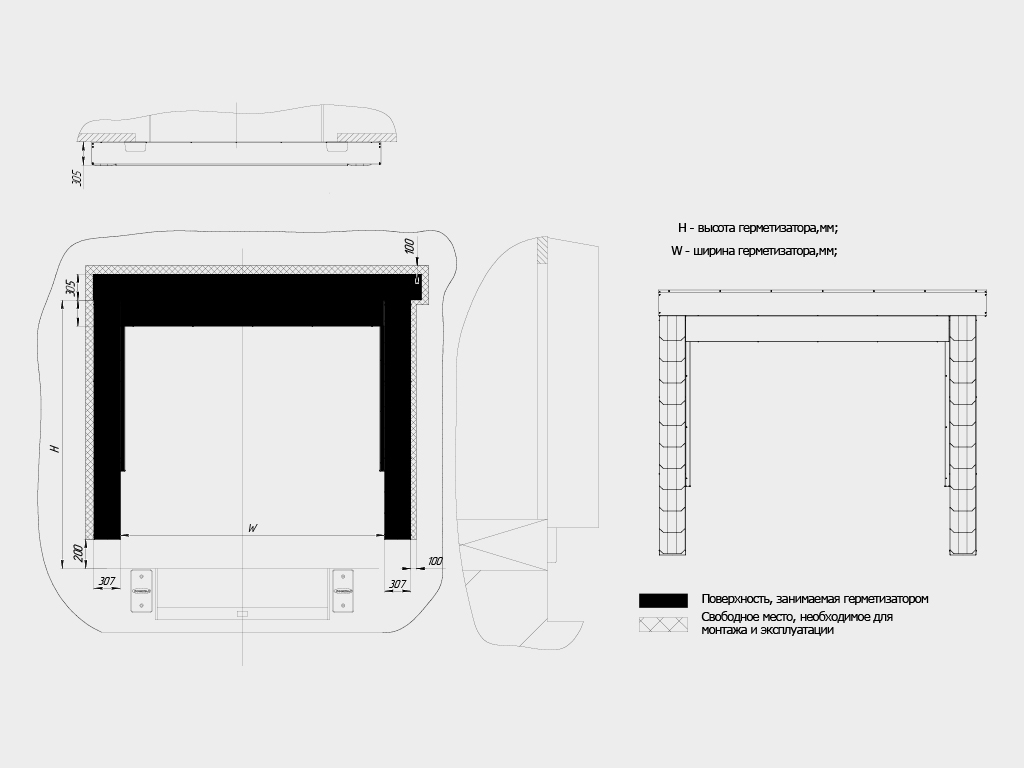 305
100
305
H
W
200
307
307
100
H - высота герметизатора,мм;
W - ширина герметизатора,мм;
Поверхность, занимаемая герметизатором
Свободное место, необходимое для
монтажа и эксплуатации